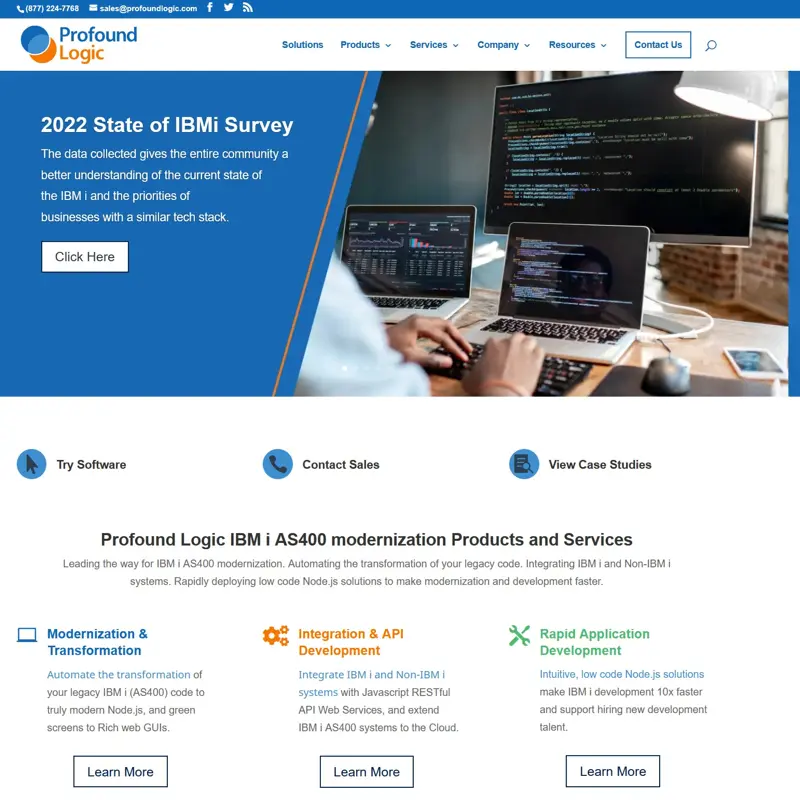 (877) 224-7768 sales@profoundlogic.com
Profound Logic
Solutions Products Services Company Resources Contact Us
2022 State of IBMi Survey
The data collected gives the entire community a
better understanding of the current state of
the IBM i and the priorities of
businesses with a similar tech stack.
Click Here
Try Software
Contact Sales
View Case Studies
Profound Logic IBM i AS400 modernization Products and Services
Leading the way for IBM i AS400 modernization. Automating the transformation of your legacy code. Integrating IBM i and Non-IBM i
systems. Rapidly deploying low code Node.js solutions to make modernization and development faster.
Modernization &
Transformation
Automate the transformation of
your legacy IBM i (AS400) code to
truly modern Node.js, and green
screens to Rich web GUIs.
Learn More
Integration & API
Development
Integrate IBM i and Non-IBM i
systems with Javascript RESTful
API Web Services, and extend
IBM i AS400 systems to the Cloud.
Learn More
Rapid Application
Development
Intuitive, low code Node.js solutions
make IBM i development 10x faster
and support hiring new development
talent.
Learn More